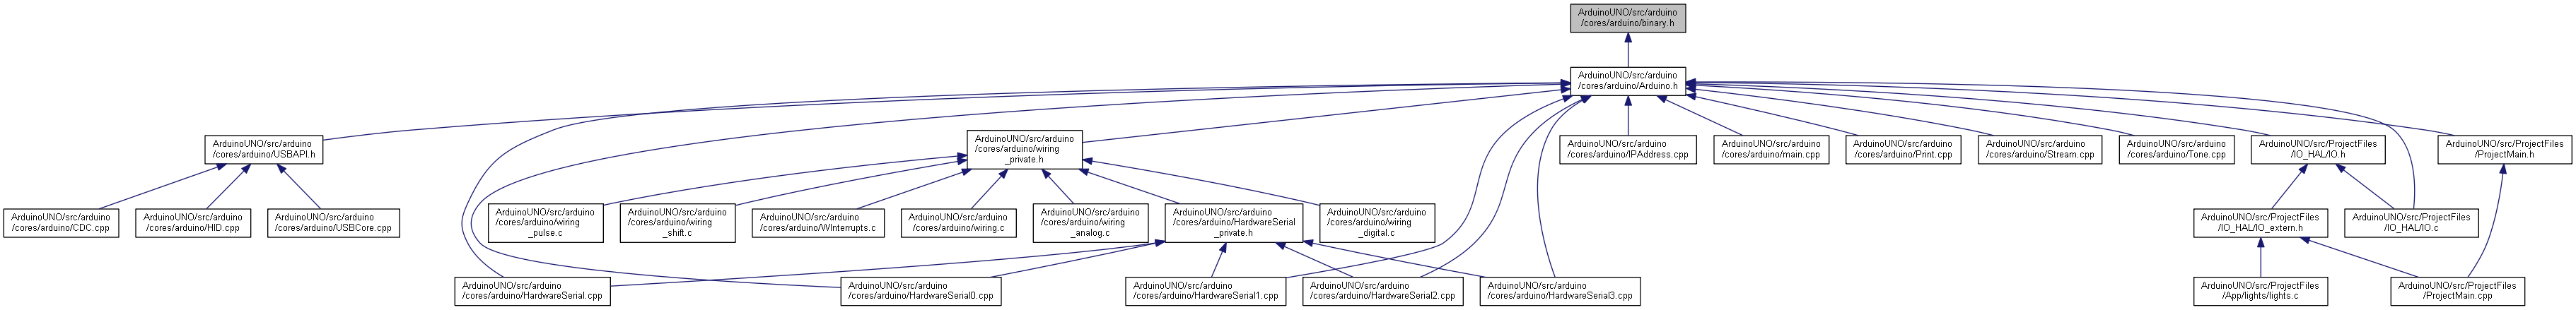 ArduinoUNO/src/arduino
/cores/arduino/binary.h
ArduinoUNO/src/arduino
/cores/arduino/Arduino.h
ArduinoUNO/src/arduino
/cores/arduino/USBAPI.h
ArduinoUNO/src/arduino
/cores/arduino/wiring
_private.h
ArduinoUNO/src/arduino
/cores/arduino/IPAddress.cpp
ArduinoUNO/src/arduino
/cores/arduino/main.cpp
ArduinoUNO/src/arduino
/cores/arduino/Print.cpp
ArduinoUNO/src/arduino
/cores/arduino/Stream.cpp
ArduinoUNO/src/arduino
/cores/arduino/Tone.cpp
ArduinoUNO/src/ProjectFiles
/IO_HAL/IO.h
ArduinoUNO/src/ProjectFiles
/ProjectMain.h
ArduinoUNO/src/arduino
/cores/arduino/CDC.cpp
ArduinoUNO/src/arduino
/cores/arduino/HID.cpp
ArduinoUNO/src/arduino
/cores/arduino/USBCore.cpp
ArduinoUNO/src/arduino
/cores/arduino/wiring
_pulse.c
ArduinoUNO/src/arduino
/cores/arduino/wiring
_shift.c
ArduinoUNO/src/arduino
/cores/arduino/WInterrupts.c
ArduinoUNO/src/arduino
/cores/arduino/wiring.c
ArduinoUNO/src/arduino
/cores/arduino/wiring
_analog.c
ArduinoUNO/src/arduino
/cores/arduino/HardwareSerial
_private.h
ArduinoUNO/src/arduino
/cores/arduino/wiring
_digital.c
ArduinoUNO/src/ProjectFiles
/IO_HAL/IO_extern.h
ArduinoUNO/src/ProjectFiles
/IO_HAL/IO.c
ArduinoUNO/src/arduino
/cores/arduino/HardwareSerial.cpp
ArduinoUNO/src/arduino
/cores/arduino/HardwareSerial0.cpp
ArduinoUNO/src/arduino
/cores/arduino/HardwareSerial1.cpp
ArduinoUNO/src/arduino
/cores/arduino/HardwareSerial2.cpp
ArduinoUNO/src/arduino
/cores/arduino/HardwareSerial3.cpp
ArduinoUNO/src/ProjectFiles
/App/lights/lights.c
ArduinoUNO/src/ProjectFiles
/ProjectMain.cpp